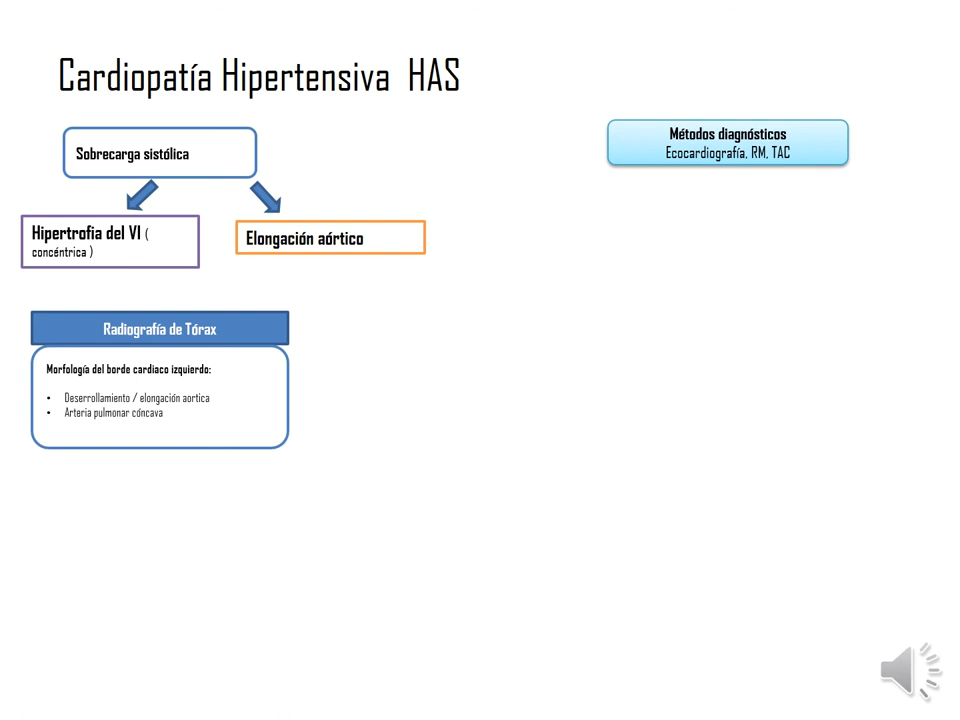 Cardiopatía Hipertensiva HAS
Sobrecarga sistólica
Métodos diagnósticos
Ecocardiografía, RM, TAC
Hipertrofia del VI (
concéntrica )
Elongación aórtico
Radiografía de Tórax
Morfología del borde cardiaco izquierdo:
• Deserrollamiento / elongación aortica
• Arteria pulmonar cóncava